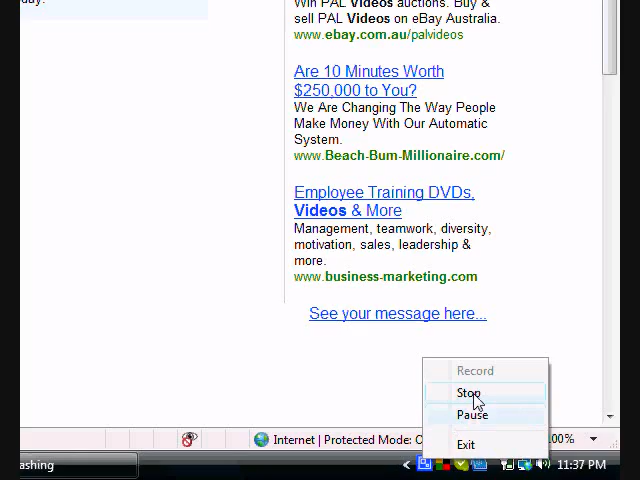 day.
Win PAL Videos auctions. Buy &
sell PAL Videos on eBay Australia.
www.ebay.com.au/palvideos
Are 10 Minutes Worth
$250,000 to You?
We Are Changing The Way People
Make Money With Our Automatic
System.
www.Beach-Bum-Millionaire.com/
Employee Training DVDs,
Videos & More
Management, teamwork, diversity,
motivation, sales, leadership &
more.
www.business-marketing.com
See your message here...
Record
Stop
Pause
Exit
Internet | Protected Mode: O
00%
ashing
11:37 PM